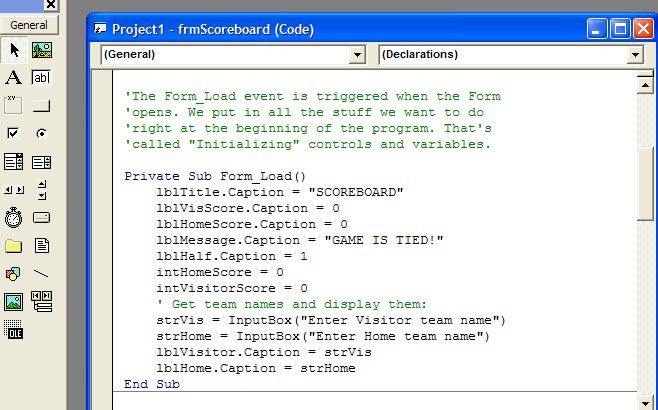 General
A
ab
xy
OLE
Project1 - frmScoreboard (Code)
(General)
(Declarations)
'The Form_Load event is triggered when the Form
'opens. We put in all the stuff we want to do
'right at the beginning of the program. That's
'called "Initializing" controls and variables.
Private Sub Form_Load()
    lblTitle.Caption = "SCOREBOARD"
    lblVisScore.Caption = 0
    lblHomeScore.Caption = 0
    lblMessage.Caption = "GAME IS TIED!"
    lblHalf.Caption = 1
    intHomeScore = 0
    intVisitorScore = 0
    ' Get team names and display them:
    strVis = InputBox("Enter Visitor team name")
    strHome = InputBox("Enter Home team name")
    lblVisitor.Caption = strVis
    lblHome.Caption = strHome
End Sub